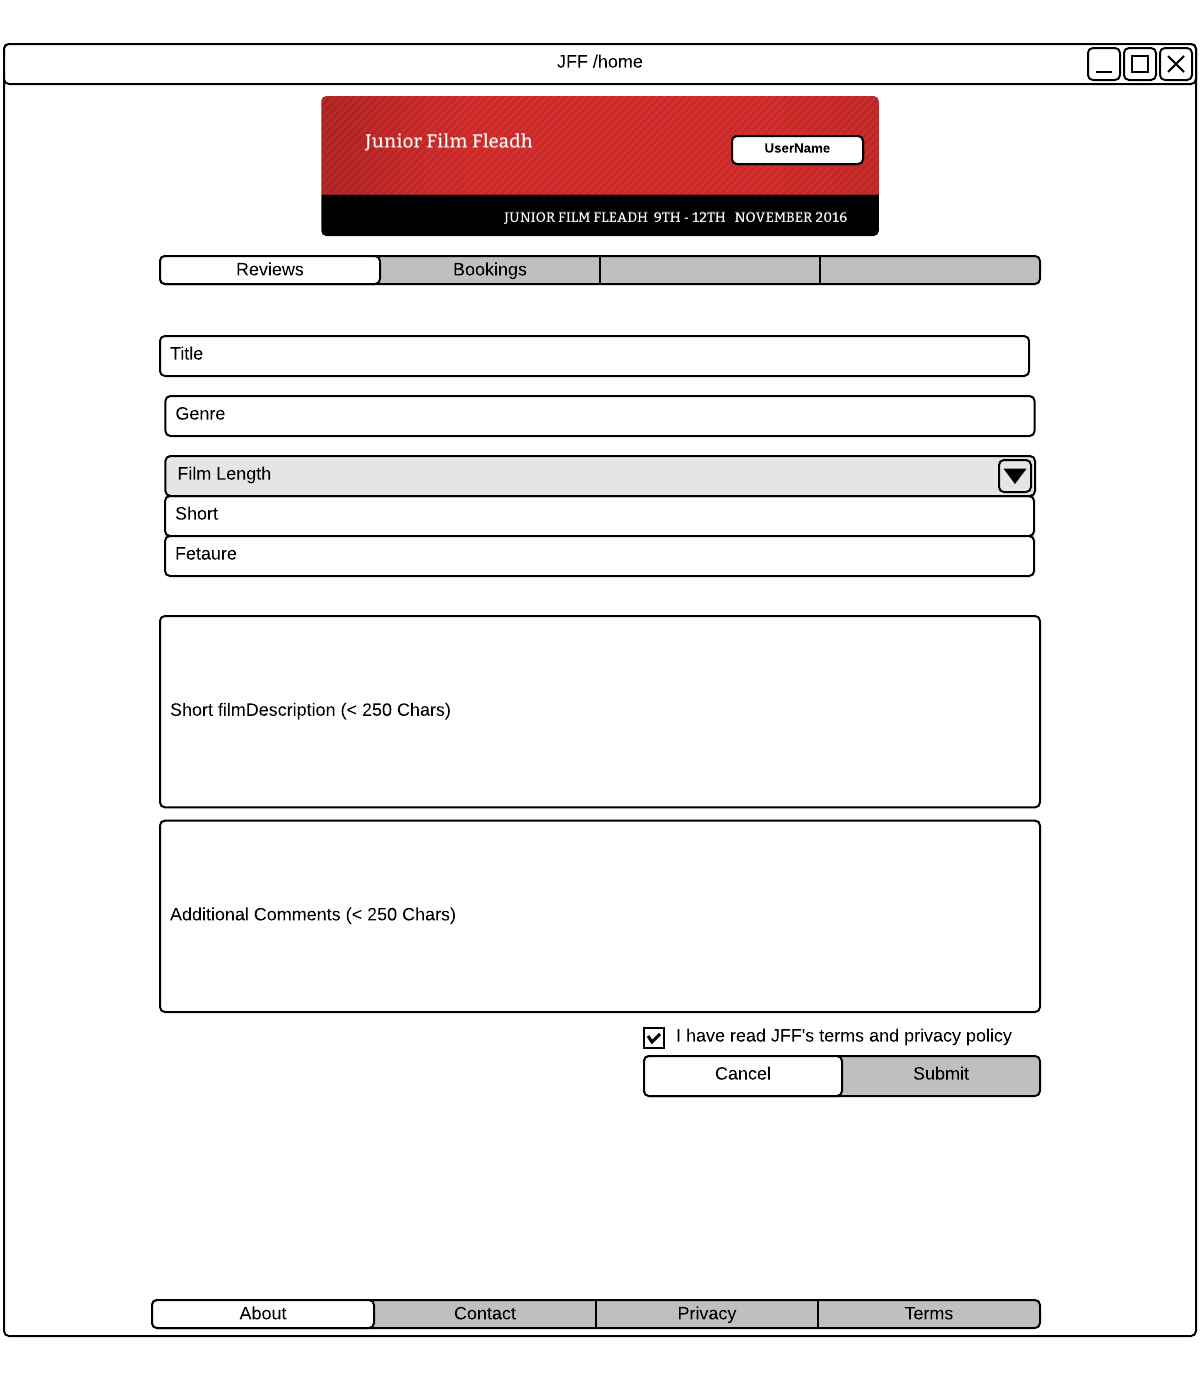 JFF /home
Junior Film Fleadh
UserName
JUNIOR FILM FLEADH 9TH - 12TH NOVEMBER 2016
Reviews Bookings
Title
Genre
Film Length
Short
Fetaure
Short filmDescription (< 250 Chars)
Additional Comments (< 250 Chars)
I have read JFF's terms and privacy policy
Cancel Submit
About Contact Privacy Terms